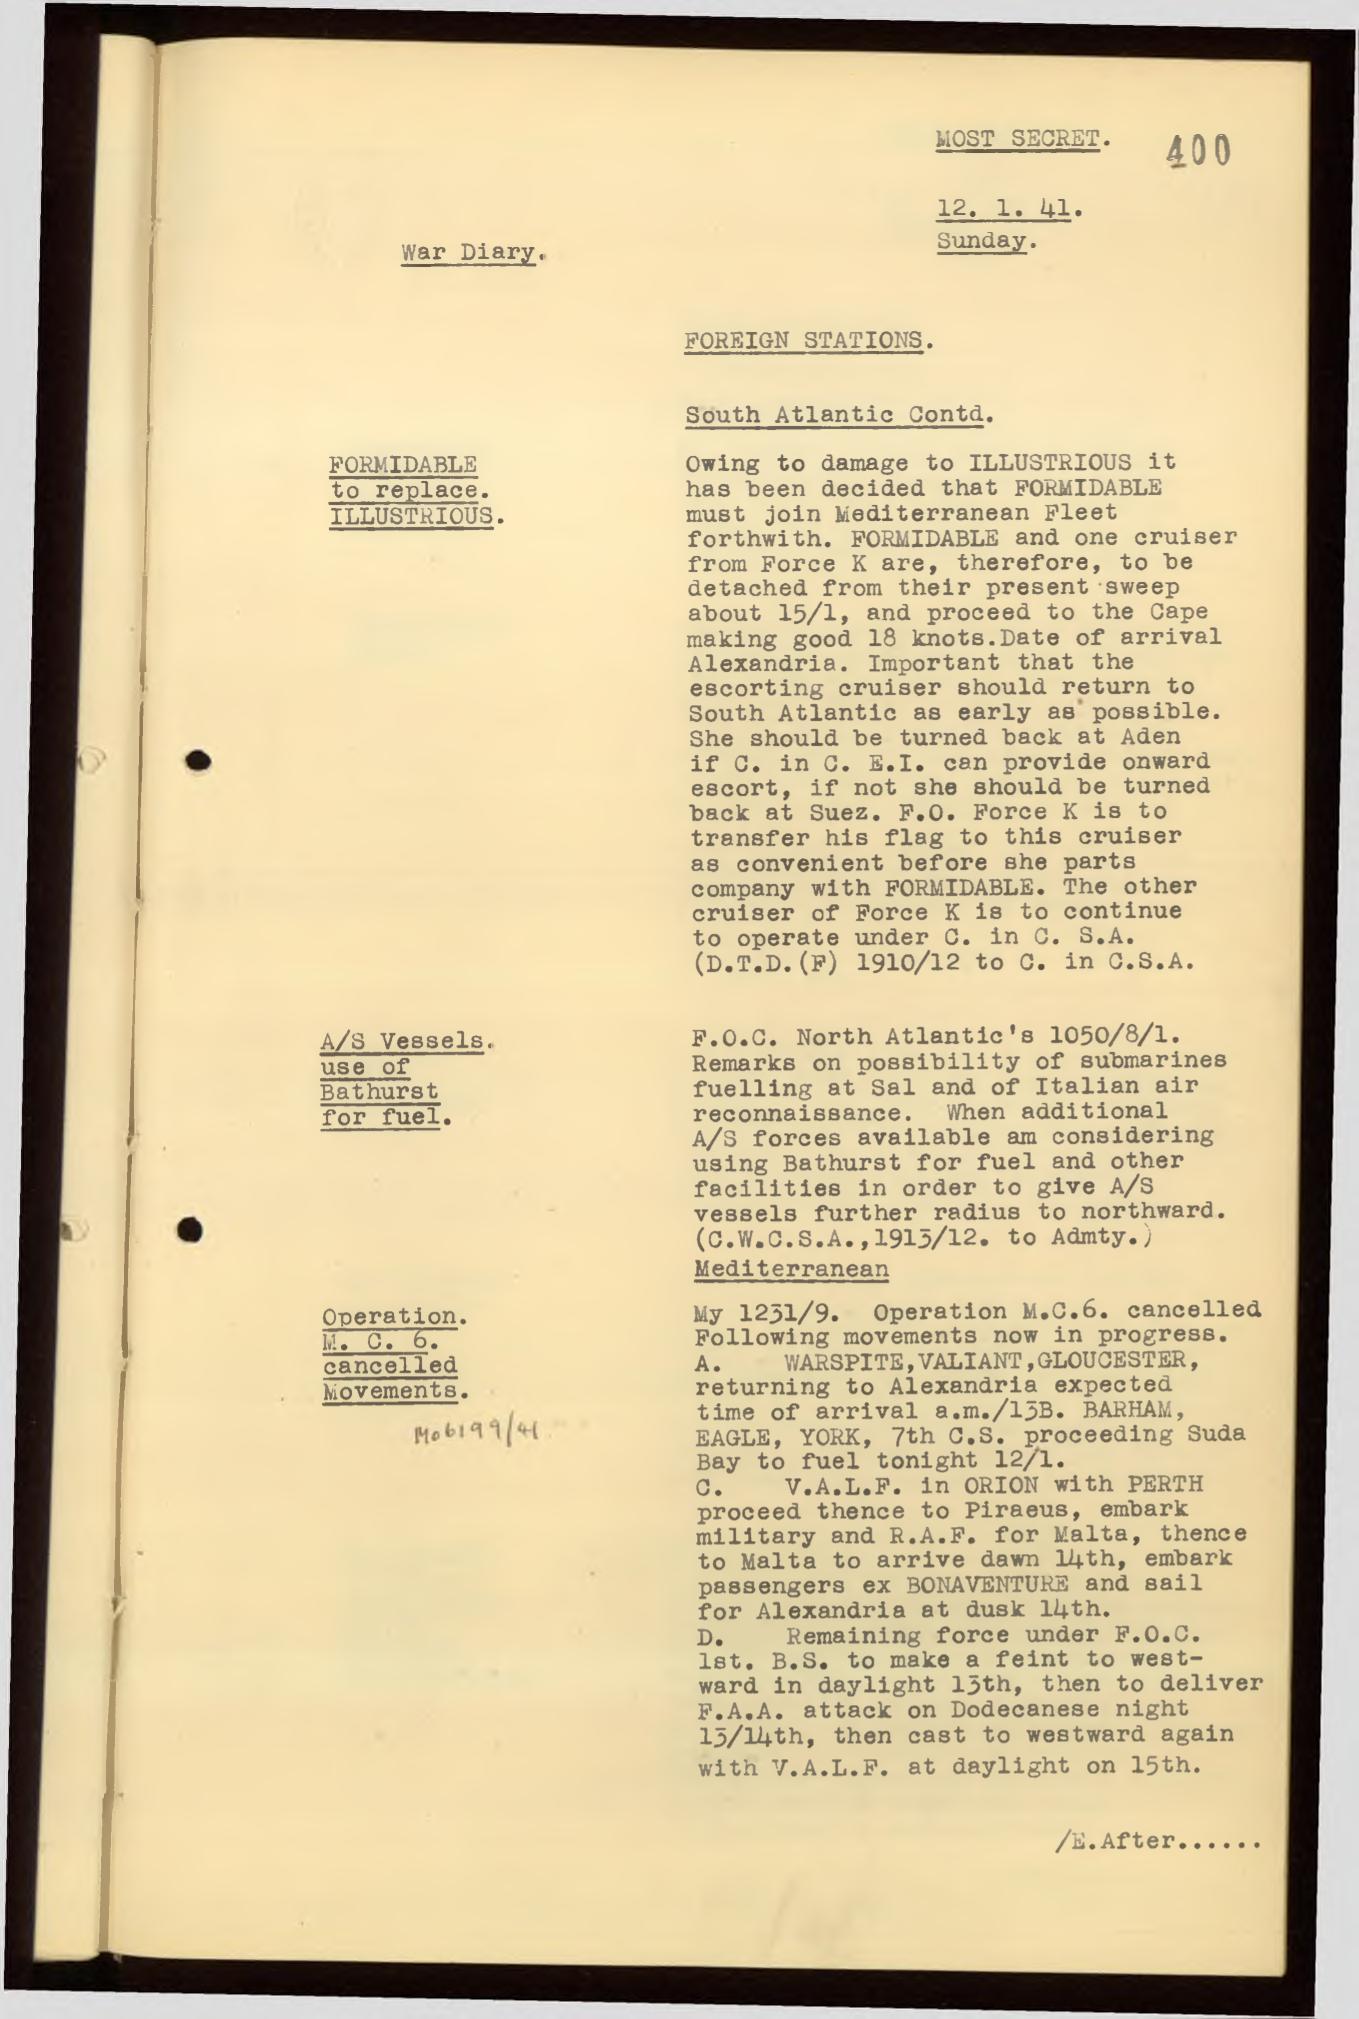 MOST SECRET. 400
12. 1. 41.
Sunday.
War Diary.
FOREIGN STATIONS.
South Atlantic Contd.
FORMIDABLE
to replace.
ILLUSTRIOUS.
Owing to damage to ILLUSTRIOUS it
has been decided that FORMIDABLE
must join Mediterranean Fleet
forthwith. FORMIDABLE and one cruiser
from Force K are, therefore, to be
detached from their present sweep
about 15/1, and proceed to the Cape
making good 18 knots.Date of arrival
Alexandria. Important that the
escorting cruiser should return to
South Atlantic as early as possible.
She should be turned back at Aden
if C. in C. E.I. can provide onward
escort, if not she should be turned
back at Suez. F.O. Force K is to
transfer his flag to this cruiser
as convenient before she parts
company with FORMIDABLE. The other
cruiser of Force K is to continue
to operate under C. in C. S.A.
(D.T.D.(F) 1910/12 to C. in C.S.A.
A/S Vessels.
use of
Bathurst
for fuel.
F.O.C. North Atlantic's 1050/8/1.
Remarks on possibility of submarines
fuelling at Sal and of Italian air
reconnaissance. When additional
A/S forces available am considering
using Bathurst for fuel and other
facilities in order to give A/S
vessels further radius to northward.
(C.W.C.S.A.,1913/12. to Admty.)
Mediterranean
Operation.
M. C. 6.
cancelled
Movements.
M06199/41
My 1231/9. Operation M.C.6. cancelled
Following movements now in progress.
A. WARSPITE,VALIANT,GLOUCESTER,
returning to Alexandria expected
time of arrival a.m./13B. BARHAM,
EAGLE, YORK, 7th C.S. proceeding Suda
Bay to fuel tonight 12/1.
C. V.A.L.F. in ORION with PERTH
proceed thence to Piraeus, embark
military and R.A.F. for Malta, thence
to Malta to arrive dawn 14th, embark
passengers ex BONAVENTURE and sail
for Alexandria at dusk 14th.
D. Remaining force under F.O.C.
1st. B.S. to make a feint to west-
ward in daylight 13th, then to deliver
F.A.A. attack on Dodecanese night
13/14th, then cast to westward again
with V.A.L.F. at daylight on 15th.
/E.After......